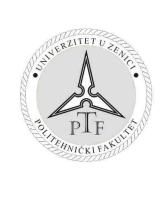 UNIVERZITET U ZENICI
PTF
POLITEHNIČKI FAKULTET